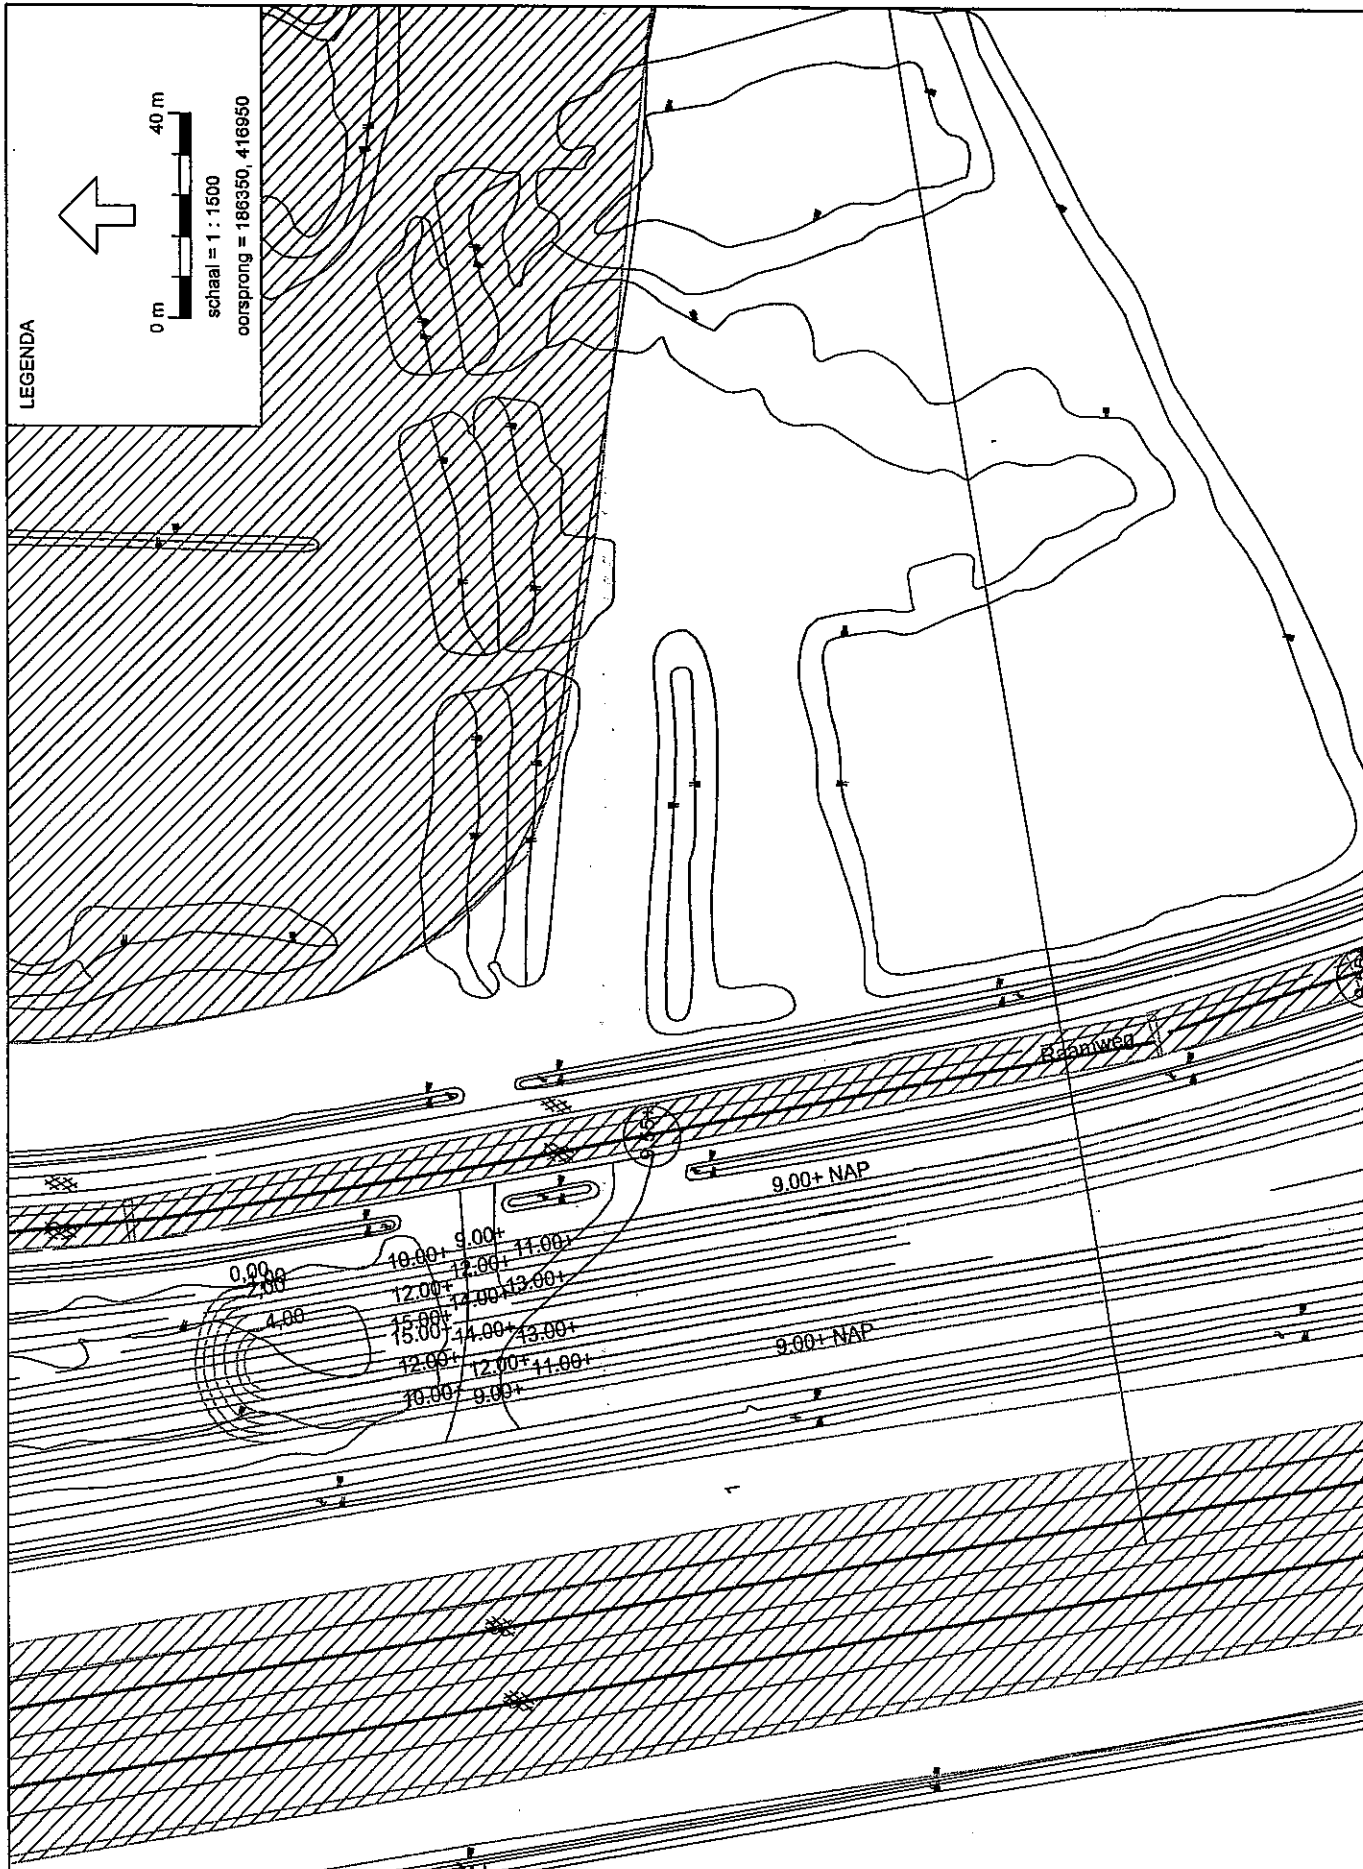 LEGENDA
0 m 40 m
schaal = 1 : 1500
oorsprong = 186350, 416950
Raamweg
9.00+ NAP
0,00
2,00
4,00
10.00+ 9.00+
12.00+ 11.00+
12.00+ 14.00+ 13.00+
15.00+
15.00+ 14.00+ 13.00+
12.00+ 12.00+ 11.00+
10.00+ 9.00+
9.00+ NAP